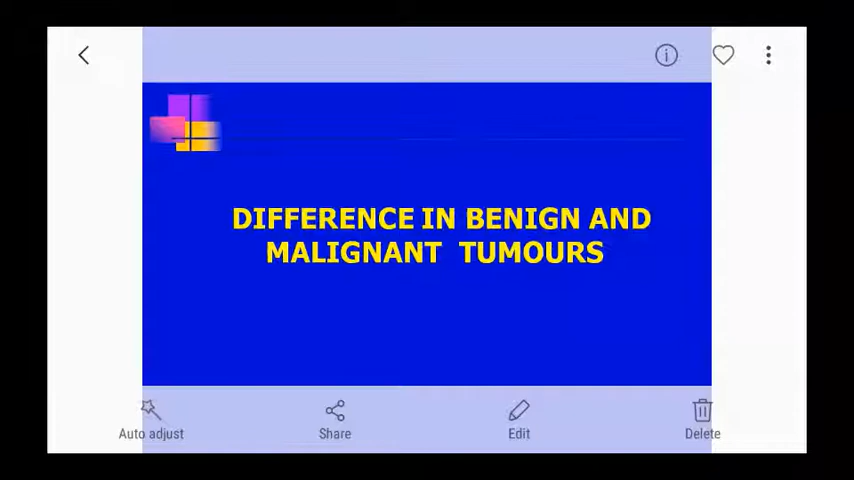 DIFFERENCE IN BENIGN AND
MALIGNANT TUMOURS
Auto adjust
Share
Edit
Delete